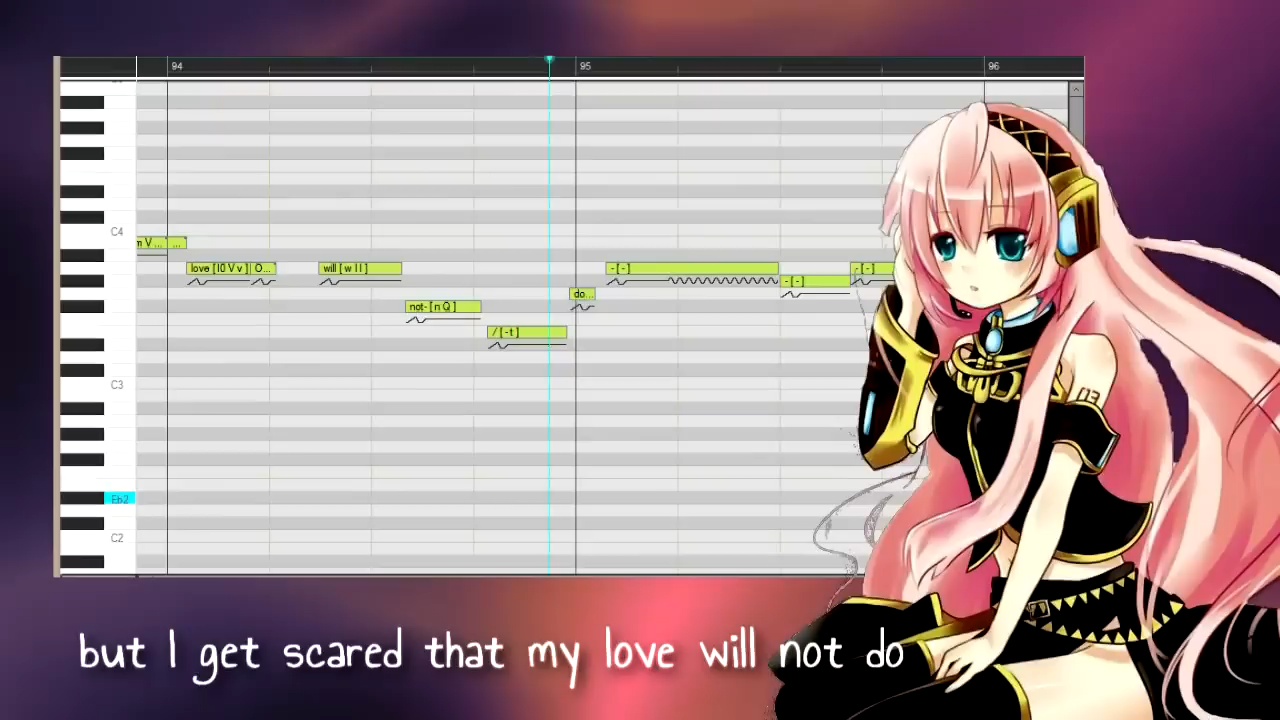 94 95 96
C4
m V ... ...
love [l0 V v ] O...
will [ w I l ]
- [ - ]
- [ - ]
- [ - ]
do...
not- [ n Q ]
/ [ - t ]
C3
03
Eb2
C2
but I get scared that my love will not do